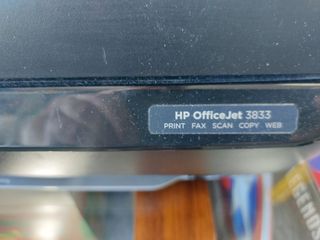 HP OfficeJet 3833
PRINT FAX SCAN COPY WEB